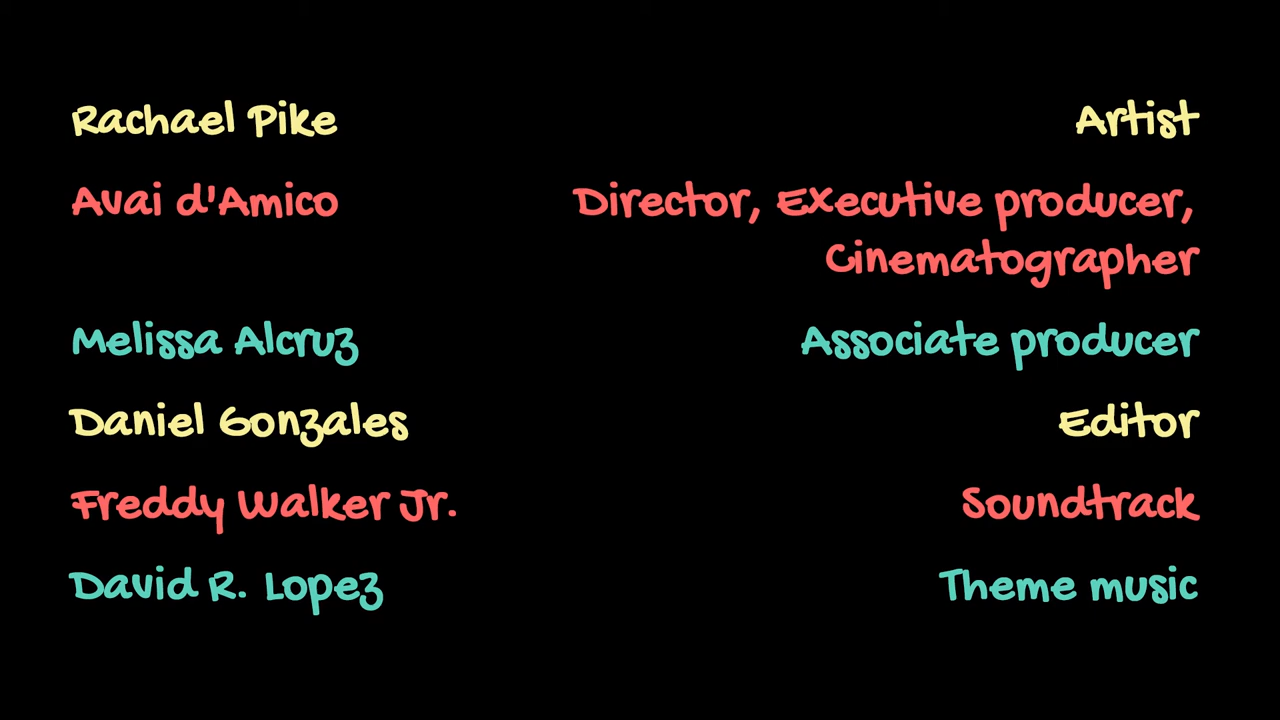 Rachael Pike Artist
Avai d'Amico Director, Executive producer,
Cinematographer
Melissa Alcruz Associate producer
Daniel Gonzales Editor
Freddy Walker Jr. Soundtrack
David R. Lopez Theme music